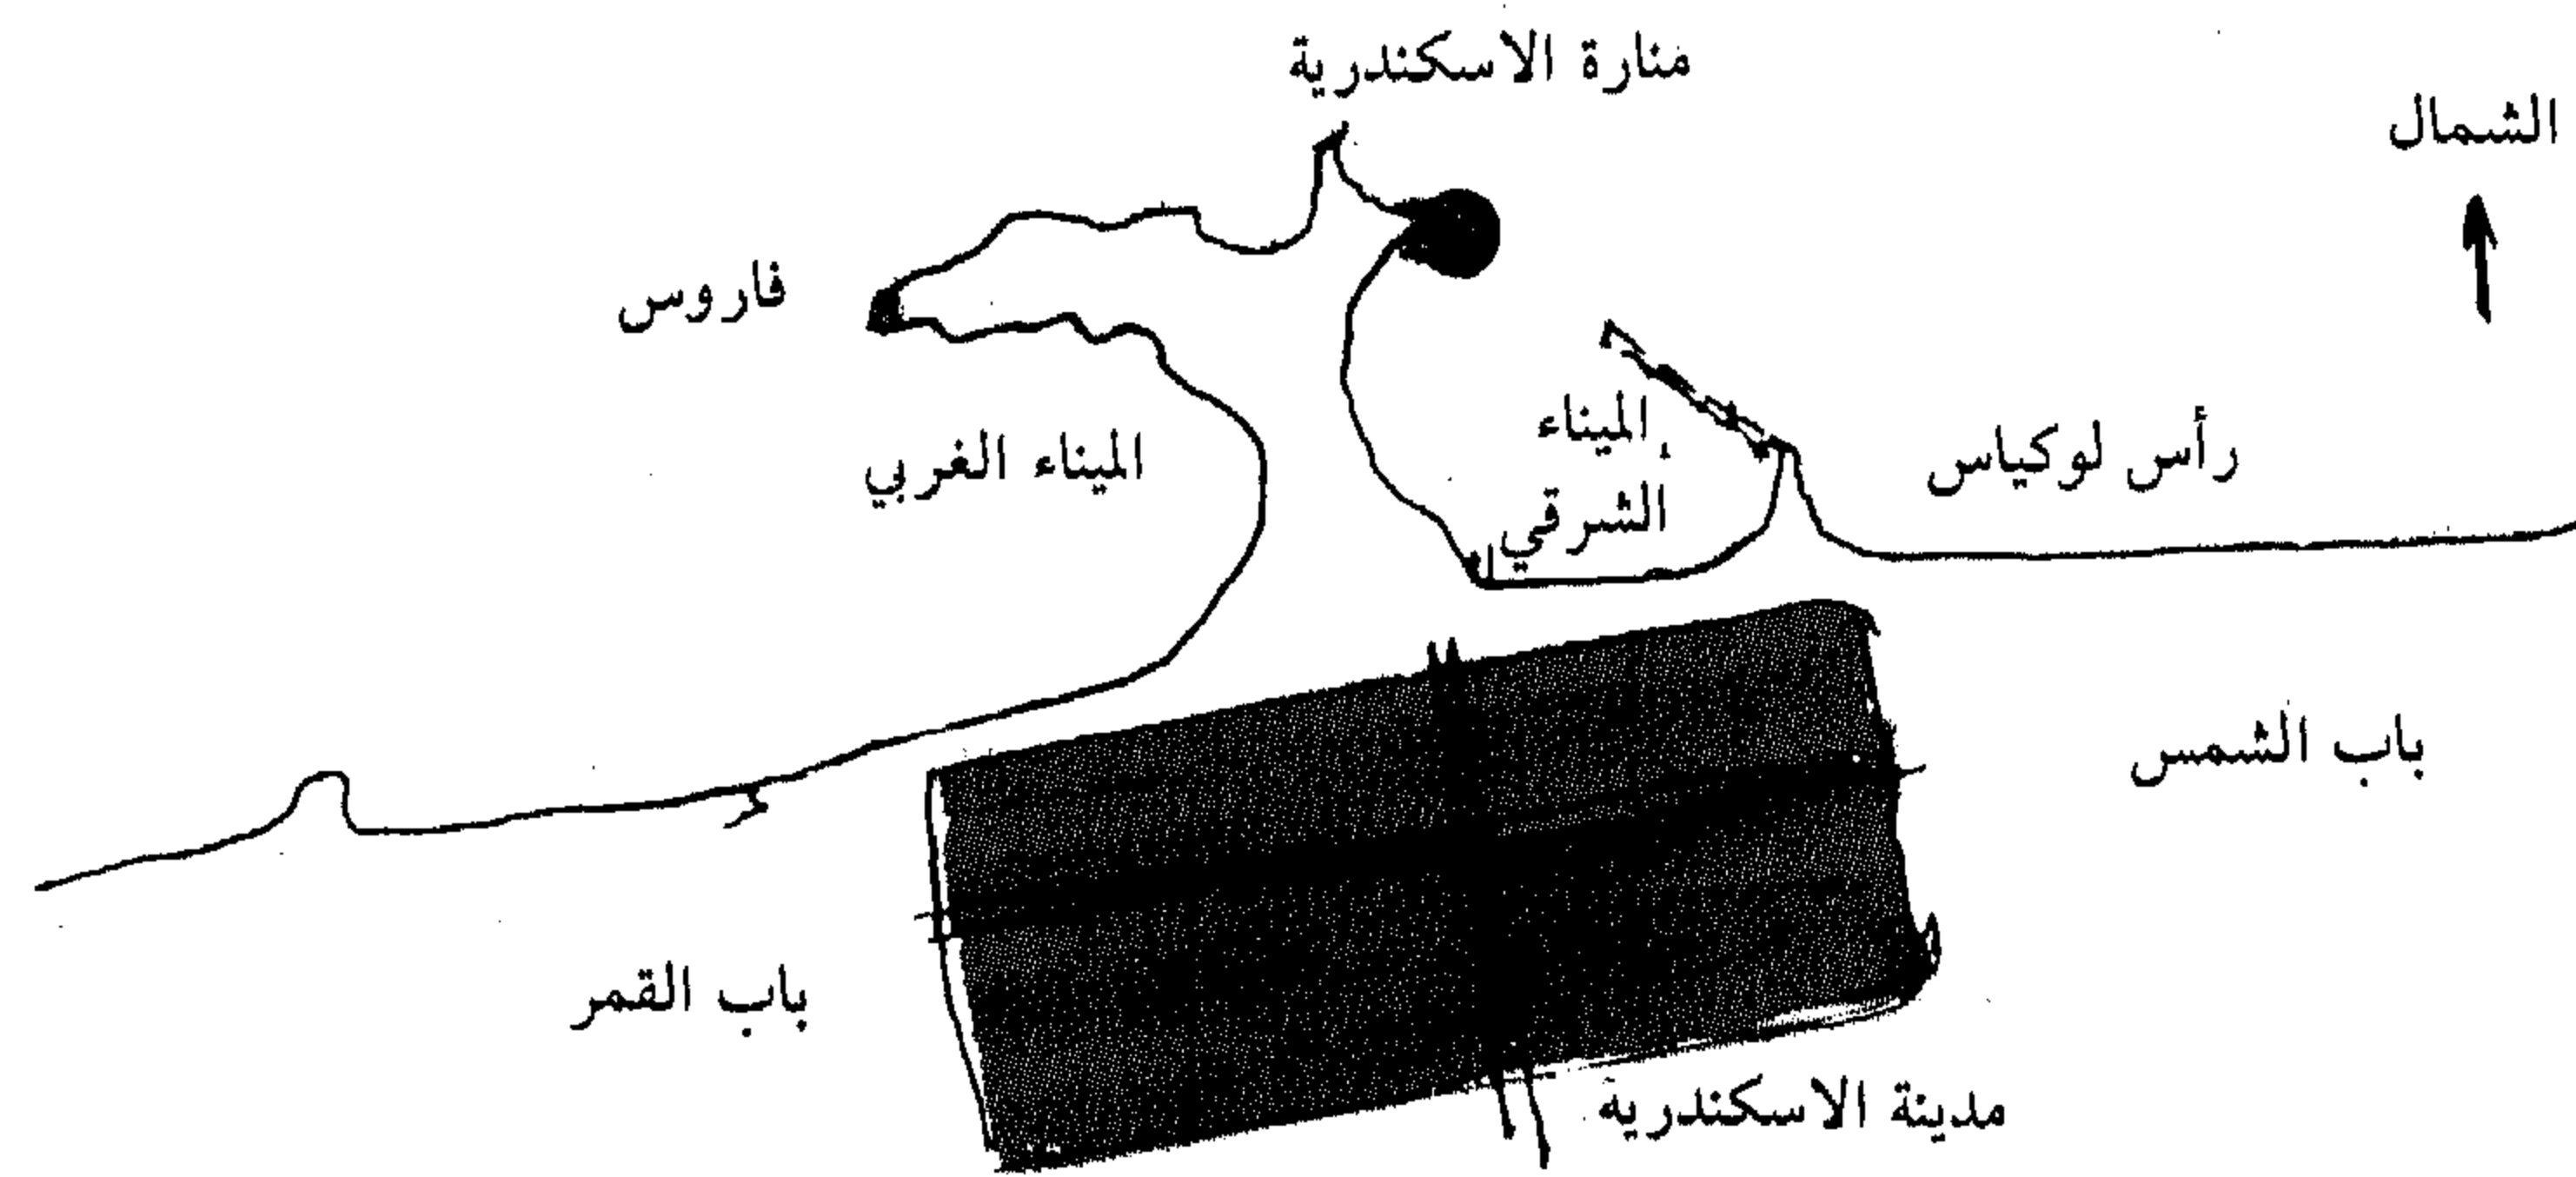 منارة الاسكندرية
الشمال
فاروس
الميناء
الشرقي
رأس لوكياس
الميناء الغربي
باب الشمس
باب القمر
مدينة الاسكندرية